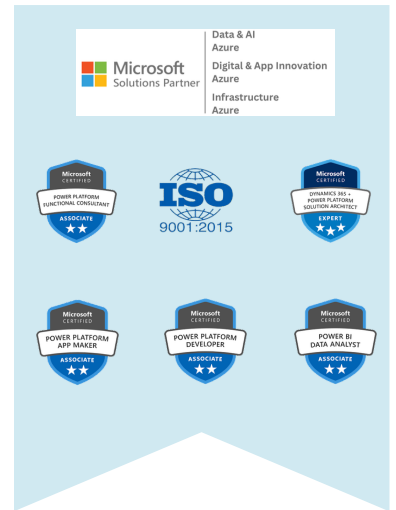 Microsoft
Solutions Partner
Data & AI
Azure
Digital & App Innovation
Azure
Infrastructure
Azure
Microsoft
CERTIFIED
POWER PLATFORM
FUNCTIONAL CONSULTANT
ASSOCIATE
ISO
9001:2015
Microsoft
CERTIFIED
DYNAMICS 365 +
POWER PLATFORM
SOLUTION ARCHITECT
EXPERT
Microsoft
CERTIFIED
POWER PLATFORM
APP MAKER
ASSOCIATE
Microsoft
CERTIFIED
POWER PLATFORM
DEVELOPER
ASSOCIATE
Microsoft
CERTIFIED
POWER BI
DATA ANALYST
ASSOCIATE